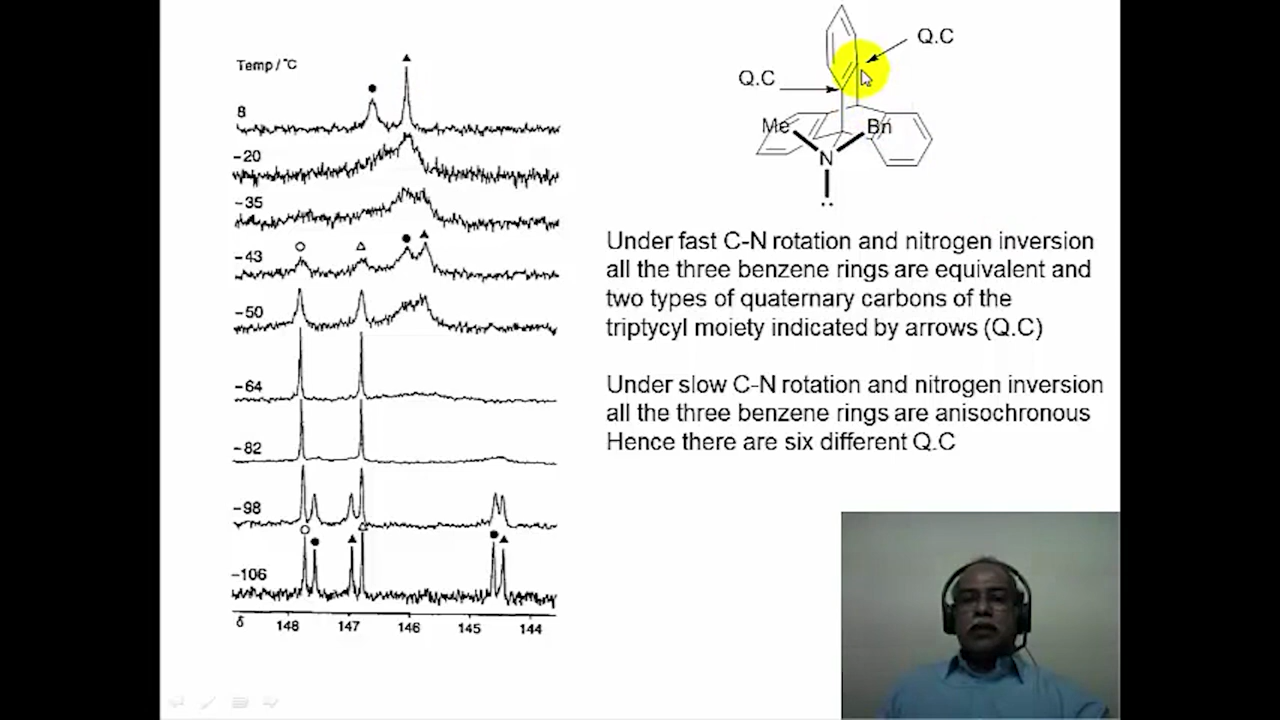 Temp / °C
8
-20
-35
-43
-50
-64
-82
-98
-106
δ 148 147 146 145 144
Q.C
Q.C
Me
Bn
N
Under fast C-N rotation and nitrogen inversion
all the three benzene rings are equivalent and
two types of quaternary carbons of the
triptycyl moiety indicated by arrows (Q.C)
Under slow C-N rotation and nitrogen inversion
all the three benzene rings are anisochronous
Hence there are six different Q.C